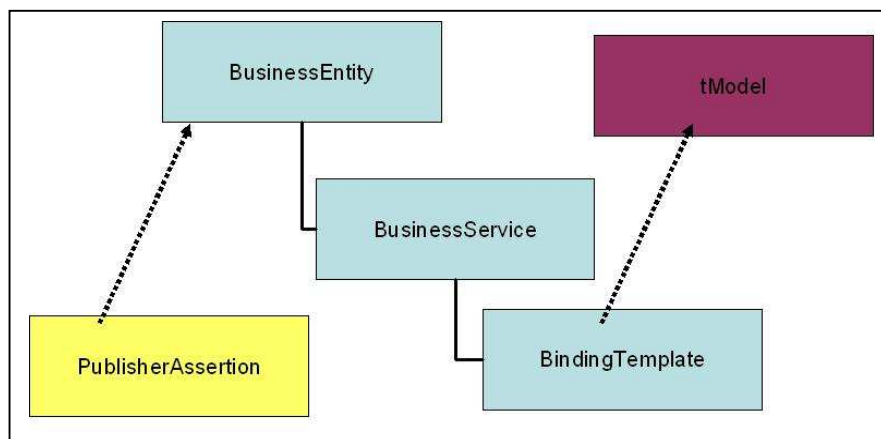 BusinessEntity
tModel
BusinessService
PublisherAssertion
BindingTemplate